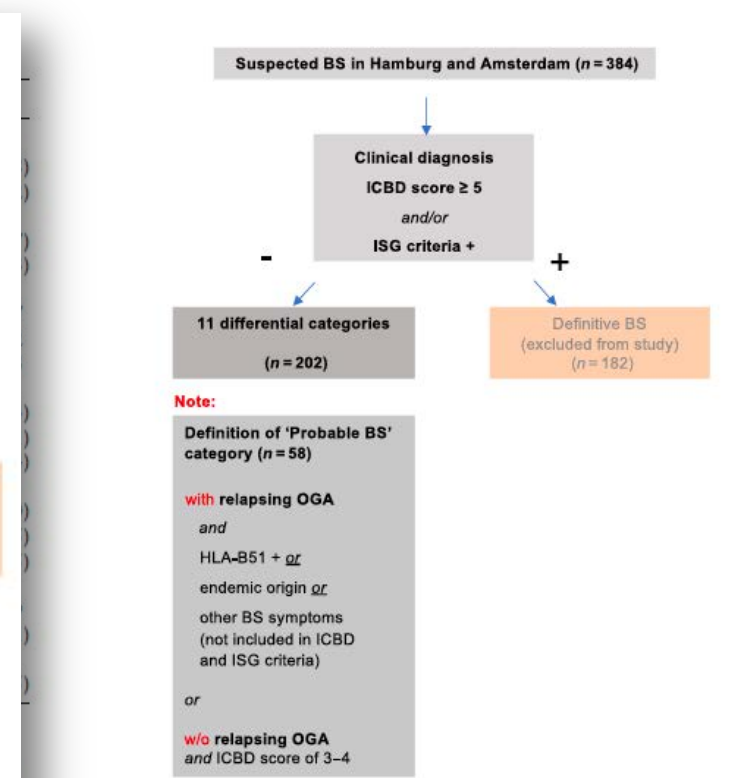 Suspected BS in Hamburg and Amsterdam (n = 384)
Clinical diagnosis
ICBD score ≥ 5
and/or
ISG criteria +
-
+
11 differential categories
(n = 202)
Definitive BS
(excluded from study)
(n = 182)
Note:
Definition of ‘Probable BS’
category (n = 58)
with relapsing OGA
and
HLA-B51 + or
endemic origin or
other BS symptoms
(not included in ICBD
and ISG criteria)
or
w/o relapsing OGA
and ICBD score of 3–4